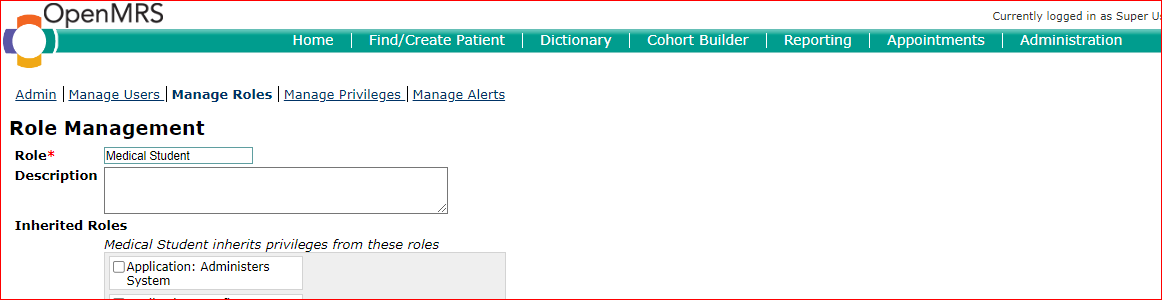 OpenMRS
Currently logged in as Super Us
Home Find/Create Patient Dictionary Cohort Builder Reporting Appointments Administration
Admin Manage Users Manage Roles Manage Privileges Manage Alerts
Role Management
Role* Medical Student
Description
Inherited Roles
Medical Student inherits privileges from these roles
Application: Administers
System